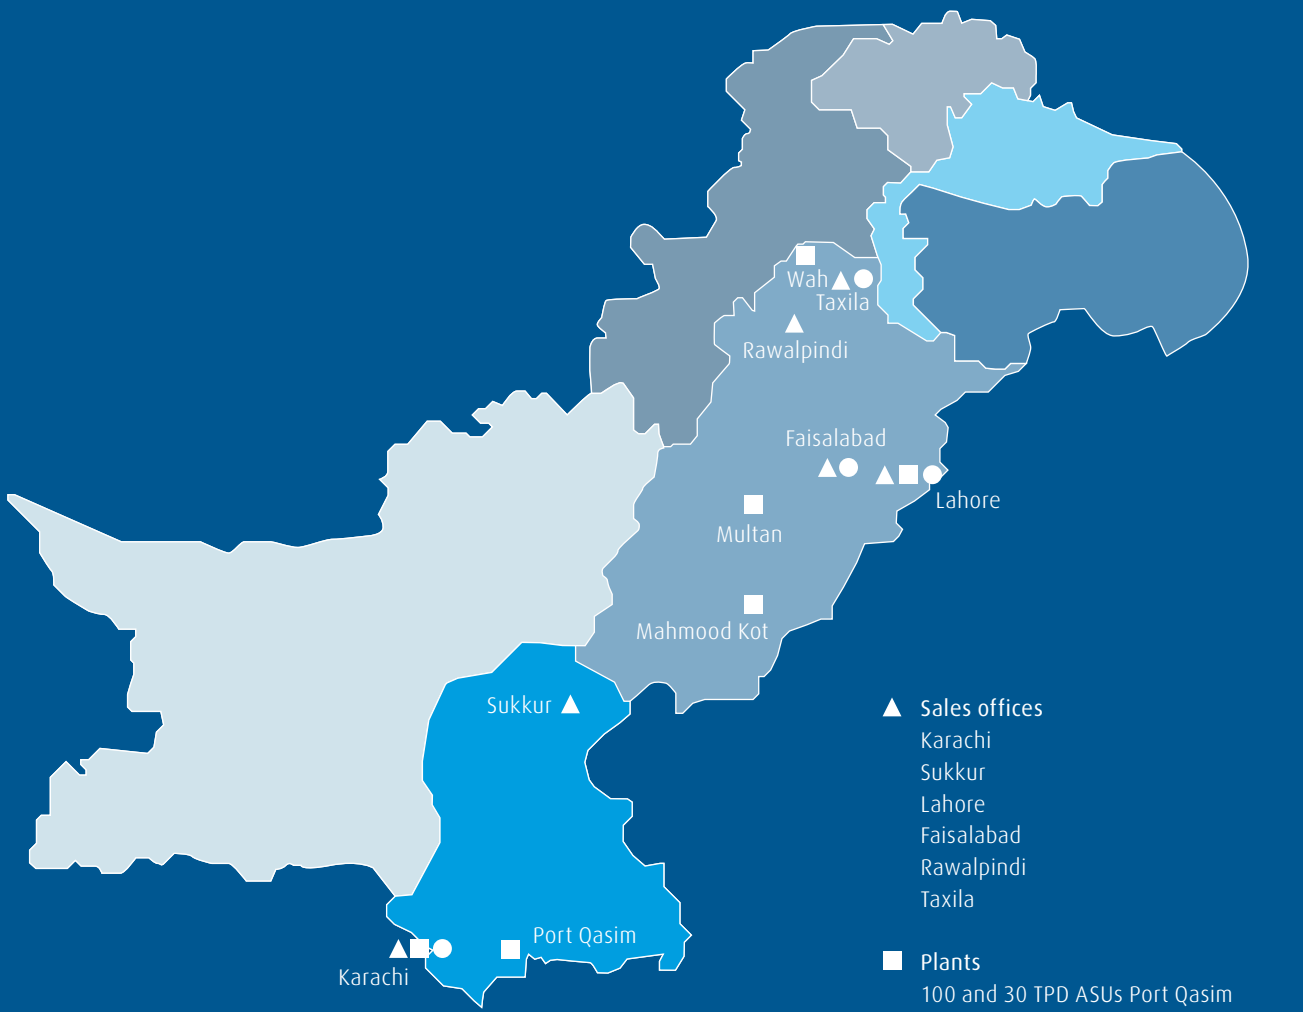 Wah
Taxila
Rawalpindi
Faisalabad
Lahore
Multan
Mahmood Kot
Sukkur
Port Qasim
Karachi
Sales offices
Karachi
Sukkur
Lahore
Faisalabad
Rawalpindi
Taxila
Plants
100 and 30 TPD ASUs Port Qasim